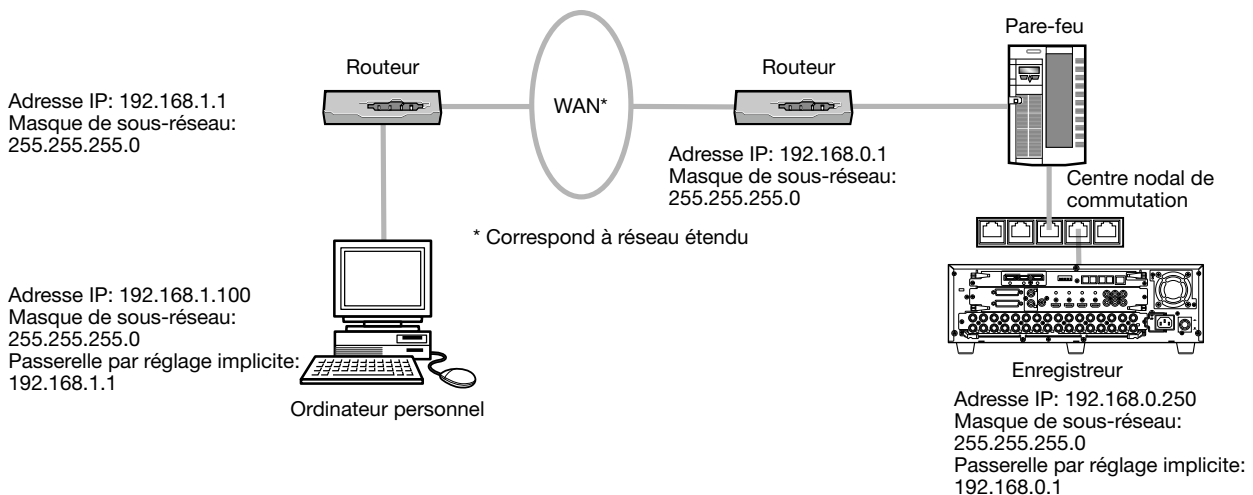 Pare-feu
Routeur
Routeur
Adresse IP: 192.168.1.1
Masque de sous-réseau:
255.255.255.0
WAN*
Adresse IP: 192.168.0.1
Masque de sous-réseau:
255.255.255.0
Centre nodal de
commutation
* Correspond à réseau étendu
Adresse IP: 192.168.1.100
Masque de sous-réseau:
255.255.255.0
Passerelle par réglage implicite:
192.168.1.1
Ordinateur personnel
Enregistreur
Adresse IP: 192.168.0.250
Masque de sous-réseau:
255.255.255.0
Passerelle par réglage implicite:
192.168.0.1